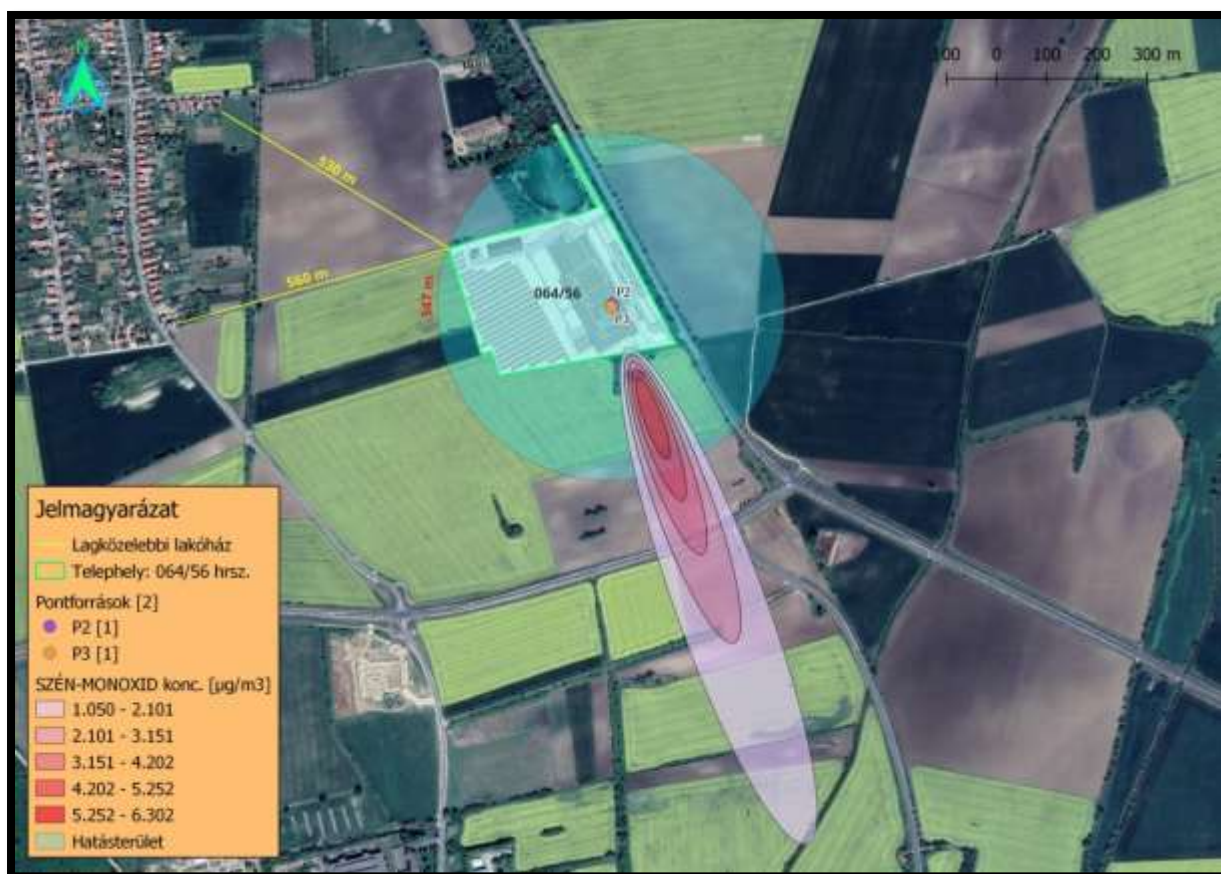 N
100 0 100 200 300 m
530 m
560 m
347 m
064/56
P2
P3
Jelmagyarázat
Lagközelebbi lakóház
Telephely: 064/56 hrsz.
Pontforrások [2]
P2 [1]
P3 [1]
SZÉN-MONOXID konc. [µg/m3]
1.050 - 2.101
2.101 - 3.151
3.151 - 4.202
4.202 - 5.252
5.252 - 6.302
Hatásterület